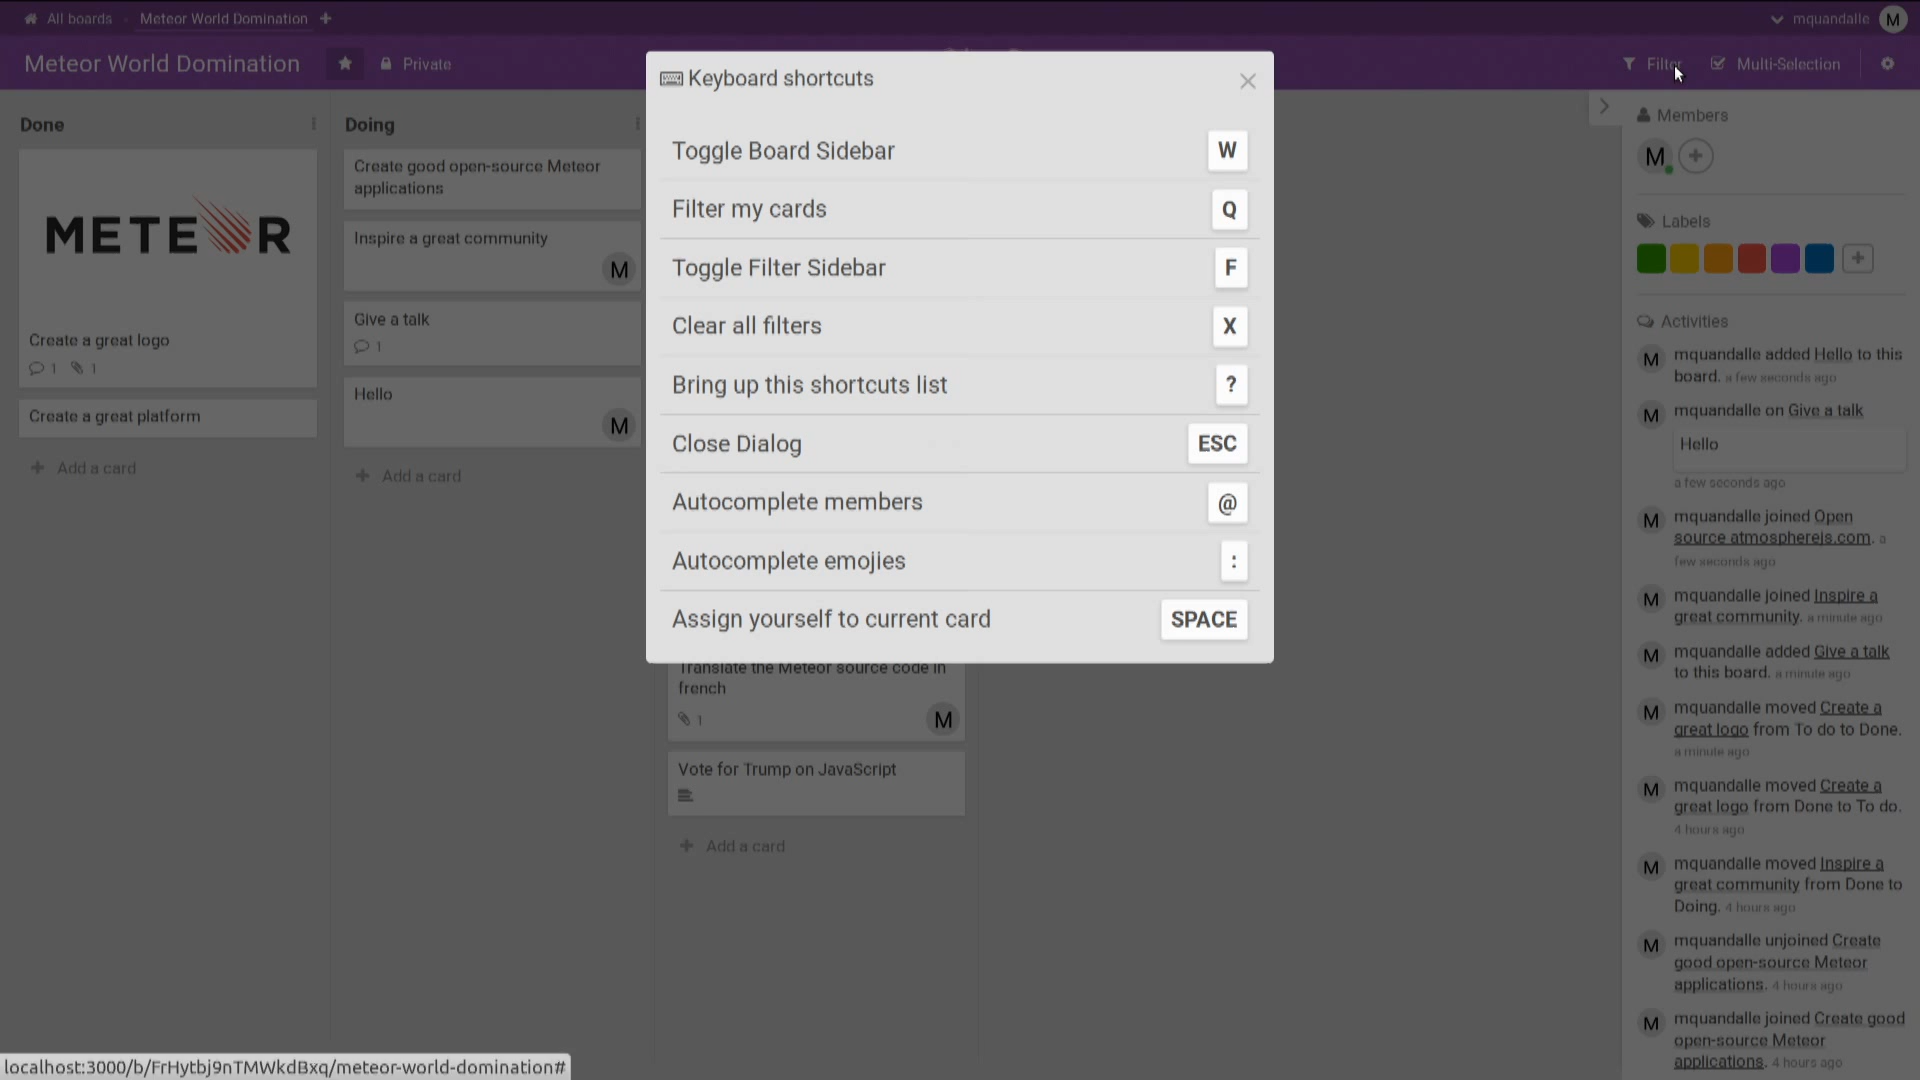 All boards
Meteor World Domination
mquandalle
M
Meteor World Domination
Private
Filter
Multi-Selection
Done
METEOR
Create a great logo
1
1
Create a great platform
Add a card
Doing
Create good open-source Meteor
applications
Inspire a great community
M
Give a talk
1
Hello
M
Add a card
Keyboard shortcuts
Toggle Board Sidebar W
Filter my cards Q
Toggle Filter Sidebar F
Clear all filters X
Bring up this shortcuts list ?
Close Dialog ESC
Autocomplete members @
Autocomplete emojies :
Assign yourself to current card SPACE
Translate the Meteor source code in
french
1
M
Vote for Trump on JavaScript
Add a card
Members
M
Labels
Activities
M
mquandalle added Hello to this
board. a few seconds ago
M
mquandalle on Give a talk
Hello
a few seconds ago
M
mquandalle joined Open
source atmospherejs.com. a
few seconds ago
M
mquandalle joined Inspire a
great community. a minute ago
M
mquandalle added Give a talk
to this board. a minute ago
M
mquandalle moved Create a
great logo from To do to Done.
a minute ago
M
mquandalle moved Create a
great logo from Done to To do.
4 hours ago
M
mquandalle moved Inspire a
great community from Done to
Doing. 4 hours ago
M
mquandalle unjoined Create
good open-source Meteor
applications. 4 hours ago
M
mquandalle joined Create good
open-source Meteor
applications. 4 hours ago
localhost:3000/b/FrHytbj9nTMWkdBxq/meteor-world-domination#